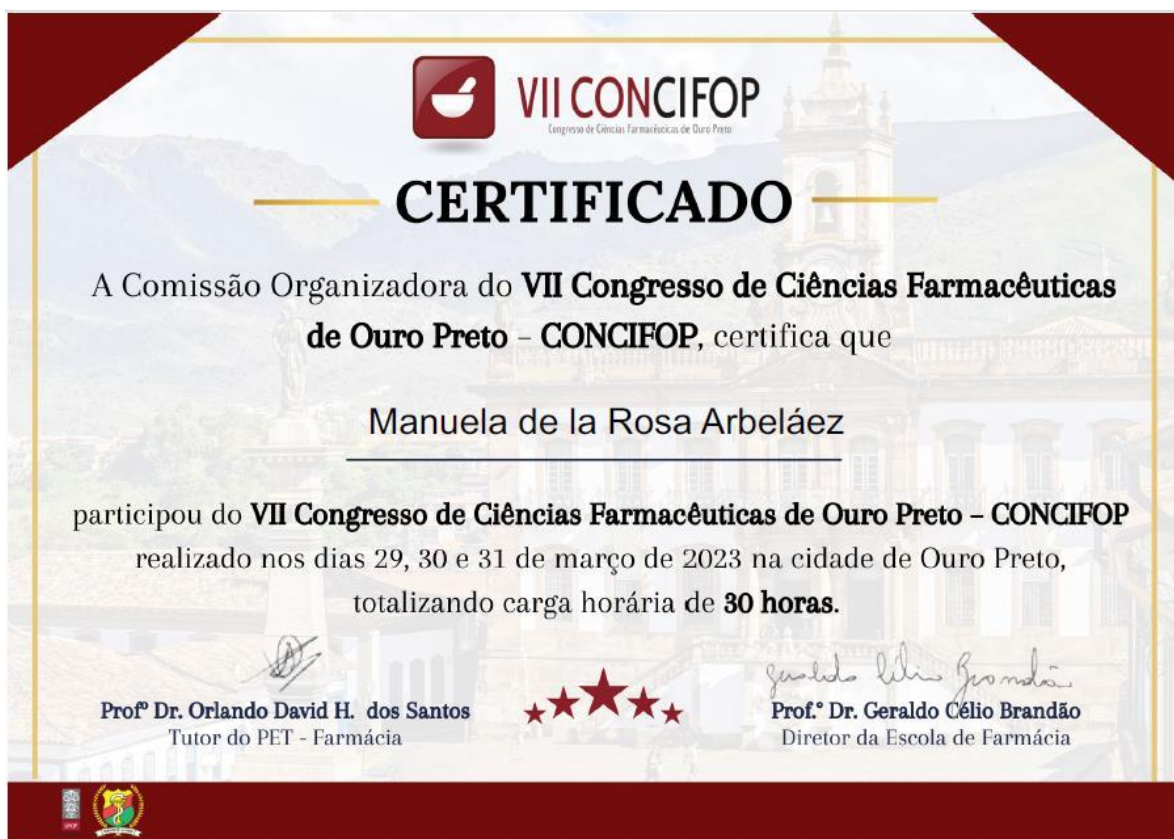 VII CONCIFOP
Congresso de Ciências Farmacêuticas de Ouro Preto
CERTIFICADO
A Comissão Organizadora do VII Congresso de Ciências Farmacêuticas
de Ouro Preto – CONCIFOP, certifica que
Manuela de la Rosa Arbeláez
participou do VII Congresso de Ciências Farmacêuticas de Ouro Preto – CONCIFOP
realizado nos dias 29, 30 e 31 de março de 2023 na cidade de Ouro Preto,
totalizando carga horária de 30 horas.
Geraldo Célio Brandão
Profº Dr. Orlando David H. dos Santos
Tutor do PET - Farmácia
Prof.º Dr. Geraldo Célio Brandão
Diretor da Escola de Farmácia
UFOP